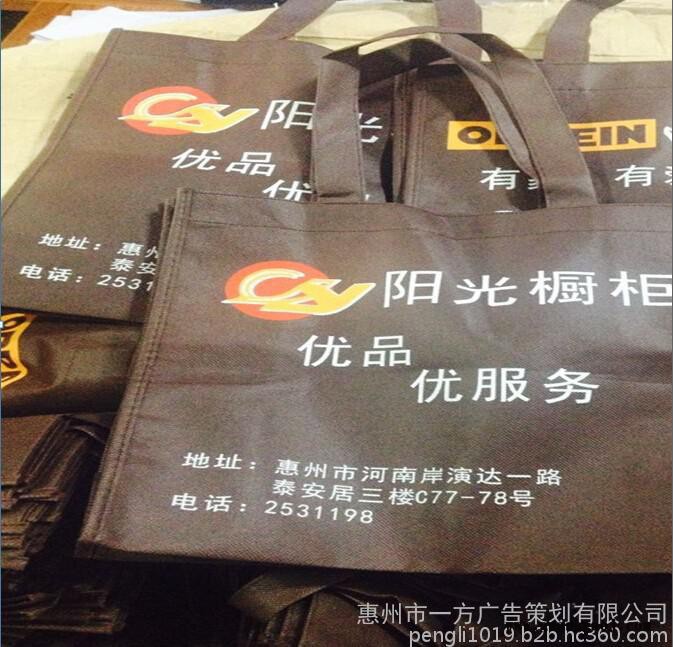 阳光
优品
优
地址：惠
泰安
电话：2531
有 有
阳光橱柜
优品
优服务
地址：惠州市河南岸演达一路
泰安居三楼C77-78号
电话：2531198
惠州市一方广告策划有限公司
pengli1019.b2b.hc360.com